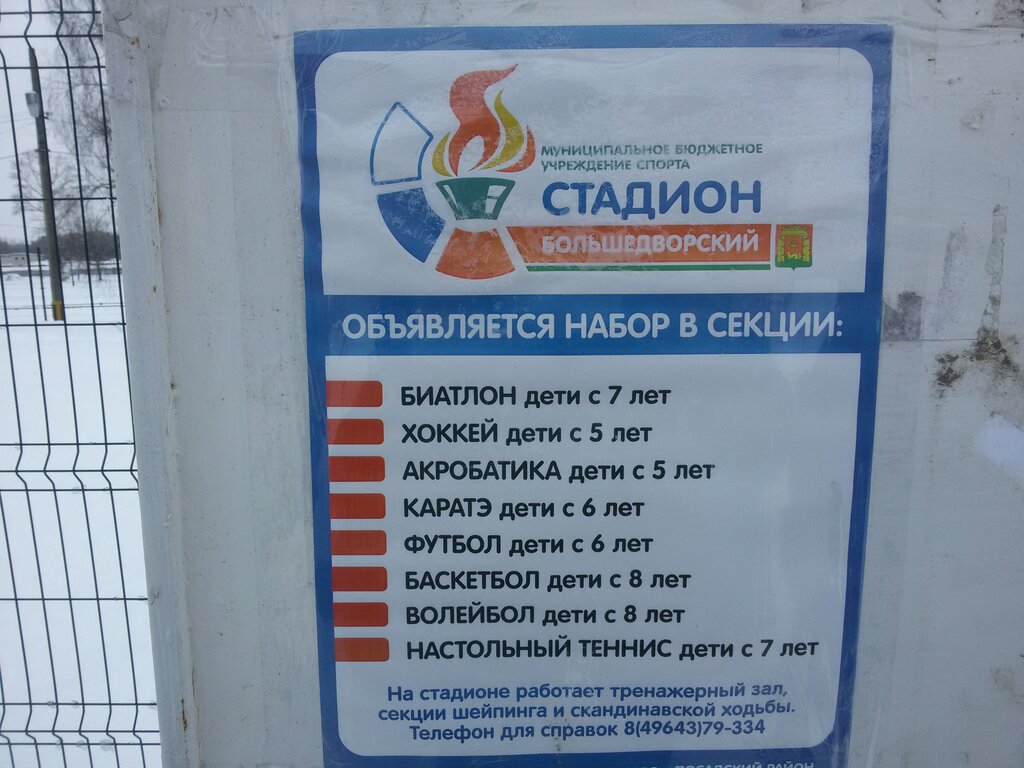 МУНИЦИПАЛЬНОЕ БЮДЖЕТНОЕ
УЧРЕЖДЕНИЕ СПОРТА
СТАДИОН
БОЛЬШЕДВОРСКИЙ
ОБЪЯВЛЯЕТСЯ НАБОР В СЕКЦИИ:
БИАТЛОН дети с 7 лет
ХОККЕЙ дети с 5 лет
АКРОБАТИКА дети с 5 лет
КАРАТЭ дети с 6 лет
ФУТБОЛ дети с 6 лет
БАСКЕТБОЛ дети с 8 лет
ВОЛЕЙБОЛ дети с 8 лет
НАСТОЛЬНЫЙ ТЕННИС дети с 7 лет
На стадионе работает тренажерный зал,
секции шейпинга и скандинавской ходьбы.
Телефон для справок 8(49643)79-334
РАЙОН